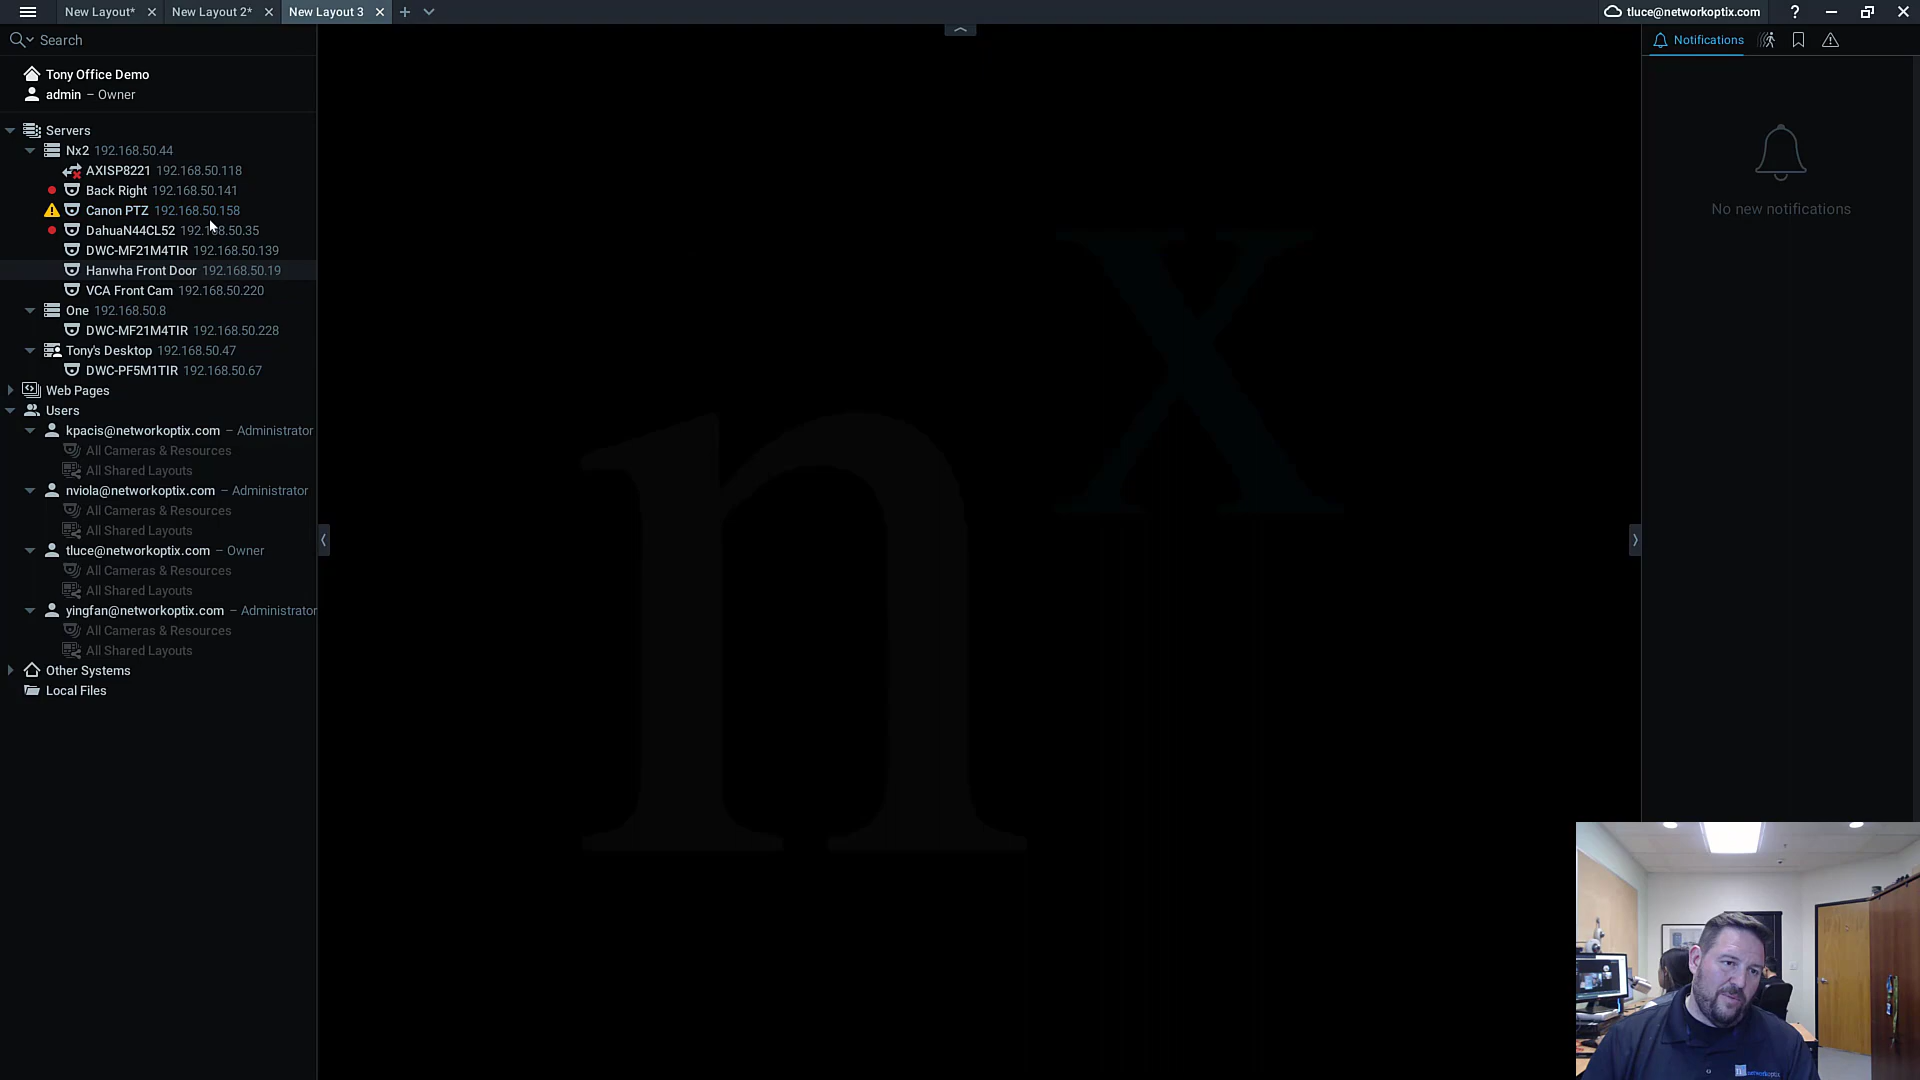 New Layout*
New Layout 2*
New Layout 3
tluce@networkoptix.com
?
Search
Notifications
Tony Office Demo
admin – Owner
Servers
Nx2 192.168.50.44
AXISP8221 192.168.50.118
Back Right 192.168.50.141
Canon PTZ 192.168.50.158
DahuaN44CL52 192.168.50.35
DWC-MF21M4TIR 192.168.50.139
Hanwha Front Door 192.168.50.19
VCA Front Cam 192.168.50.220
One 192.168.50.8
DWC-MF21M4TIR 192.168.50.228
Tony's Desktop 192.168.50.47
DWC-PF5M1TIR 192.168.50.67
Web Pages
Users
kpacis@networkoptix.com – Administrator
All Cameras & Resources
All Shared Layouts
nviola@networkoptix.com – Administrator
All Cameras & Resources
All Shared Layouts
tluce@networkoptix.com – Owner
All Cameras & Resources
All Shared Layouts
yingfan@networkoptix.com – Administrator
All Cameras & Resources
All Shared Layouts
Other Systems
Local Files
No new notifications
nx
networkoptix